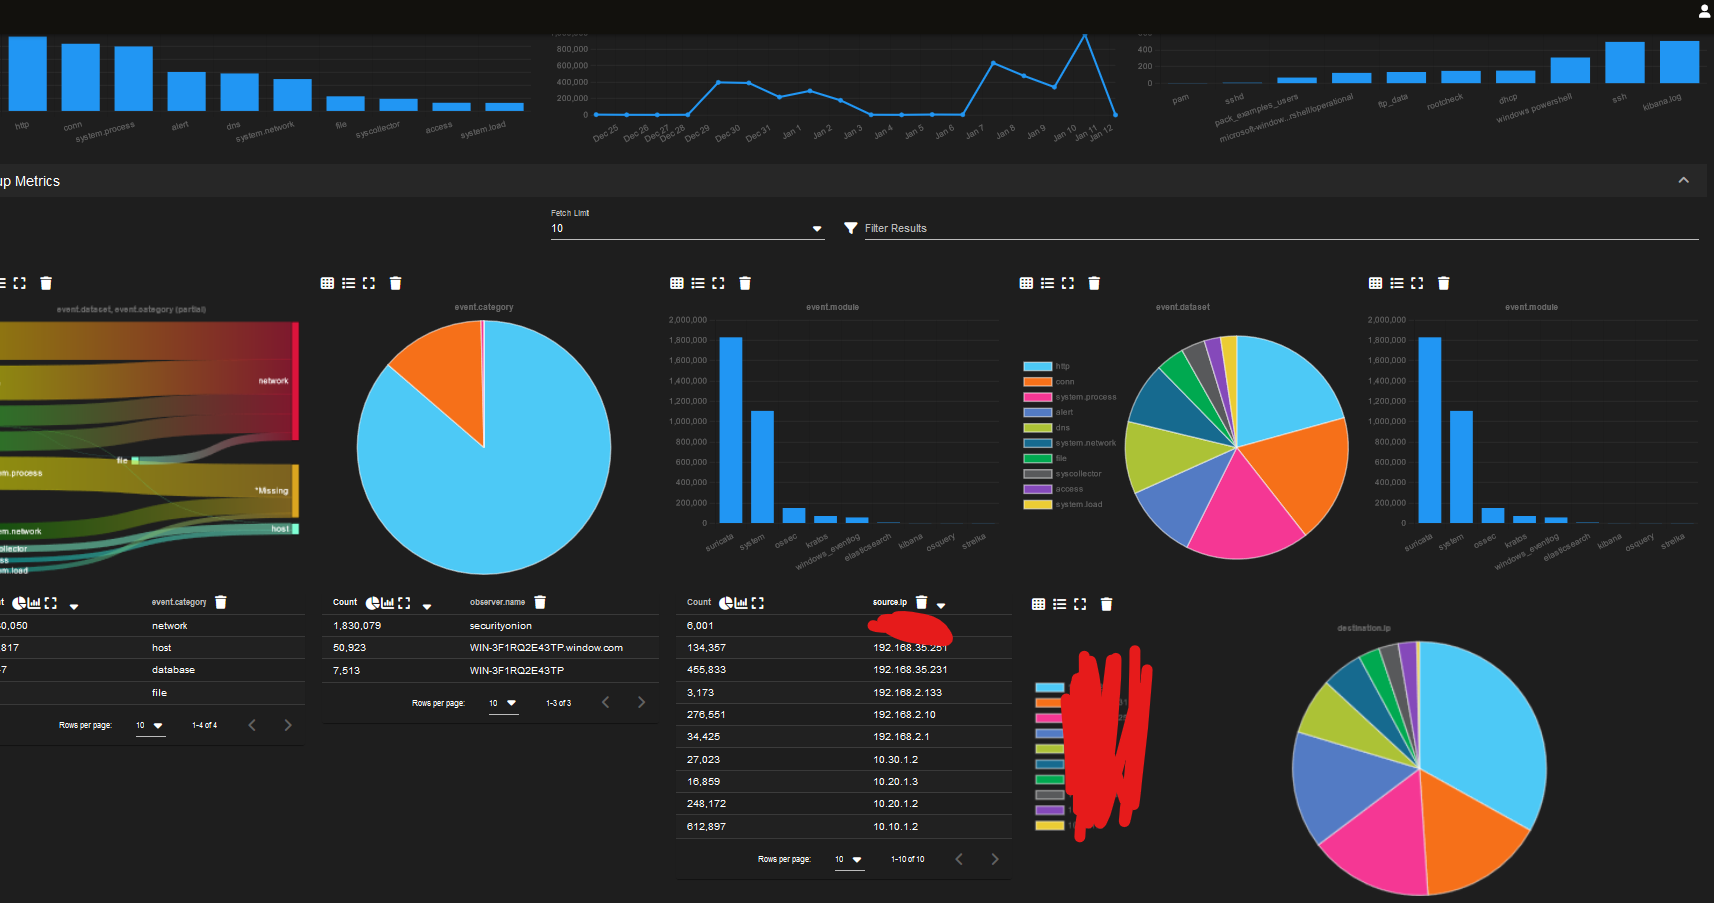 1,000,000
800,000
600,000
400,000
200,000
0
400
200
0
http
conn
system.process
alert
dns
system.network
file
syscollector
access
system.load
Dec 25
Dec 26
Dec 27
Dec 28
Dec 29
Dec 30
Dec 31
Jan 1
Jan 2
Jan 3
Jan 4
Jan 5
Jan 6
Jan 7
Jan 8
Jan 9
Jan 10
Jan 11
Jan 12
pam
sshd
pack_examples_users
microsoft-window...rshell/operational
ftp_data
rootcheck
dhcp
windows.powershell
ssh
kibana.log
up Metrics
Fetch Limit
10
Filter Results
event.dataset, event.category (partial)
network
file
em.process
*Missing
em.network
host
ollector
ss
em.load
event.category
event.module
2,000,000
1,800,000
1,600,000
1,400,000
1,200,000
1,000,000
800,000
600,000
400,000
200,000
0
suricata
system
ossec
kratos
windows_eventlog
elasticsearch
kibana
osquery
strelka
event.dataset
http
conn
system.process
alert
dns
system.network
file
syscollector
access
system.load
event.module
2,000,000
1,800,000
1,600,000
1,400,000
1,200,000
1,000,000
800,000
600,000
400,000
200,000
0
suricata
system
ossec
kratos
windows_eventlog
elasticsearch
kibana
osquery
strelka
nt event.category
0,050 network
817 host
7 database
file
Rows per page: 10 1-4 of 4
Count observer.name
1,830,079 securityonion
50,923 WIN-3F1RQ2E43TP.window.com
7,513 WIN-3F1RQ2E43TP
Rows per page: 10 1-3 of 3
Count source.ip
6,001
134,357 192.168.35.251
455,833 192.168.35.231
3,173 192.168.2.133
276,551 192.168.2.10
34,425 192.168.2.1
27,023 10.30.1.2
16,859 10.20.1.3
248,172 10.20.1.2
612,897 10.10.1.2
Rows per page: 10 1-10 of 10
destination.ip